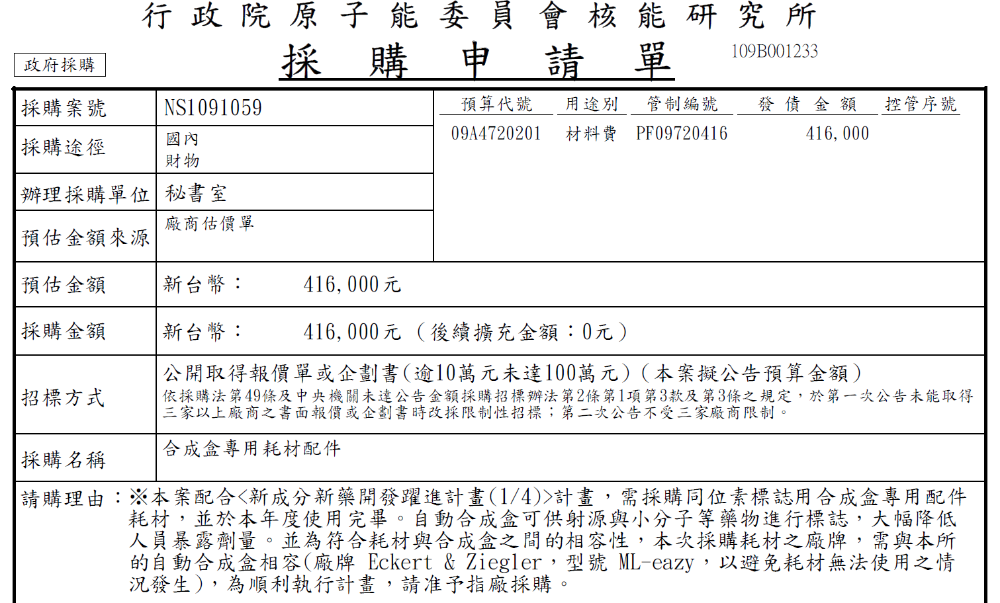 行政院原子能委員會核能研究所
政府採購
採購申請單
109B001233
採購案號 NS1091059
預算代號 用途別 管制編號 發債金額 控管序號
09A4720201 材料費 PF09720416 416,000
採購途徑
國內
財物
辦理採購單位 秘書室
預估金額來源 廠商估價單
預估金額 新台幣： 416,000元
採購金額 新台幣： 416,000元（後續擴充金額：0元）
招標方式
公開取得報價單或企劃書(逾10萬元未達100萬元)（本案擬公告預算金額）
依採購法第49條及中央機關未達公告金額採購招標辦法第2條第1項第3款及第3條之規定，於第一次公告未能取得
三家以上廠商之書面報價或企劃書時改採限制性招標；第二次公告不受三家廠商限制。
採購名稱 合成盒專用耗材配件
請購理由：※本案配合<新成分新藥開發躍進計畫(1/4)>計畫，需採購同位素標誌用合成盒專用配件
耗材，並於本年度使用完畢。自動合成盒可供射源與小分子等藥物進行標誌，大幅降低
人員暴露劑量。並為符合耗材與合成盒之間的相容性，本次採購耗材之廠牌，需與本所
的自動合成盒相容(廠牌 Eckert & Ziegler，型號 ML-eazy，以避免耗材無法使用之情
況發生)，為順利執行計畫，請准予指廠採購。